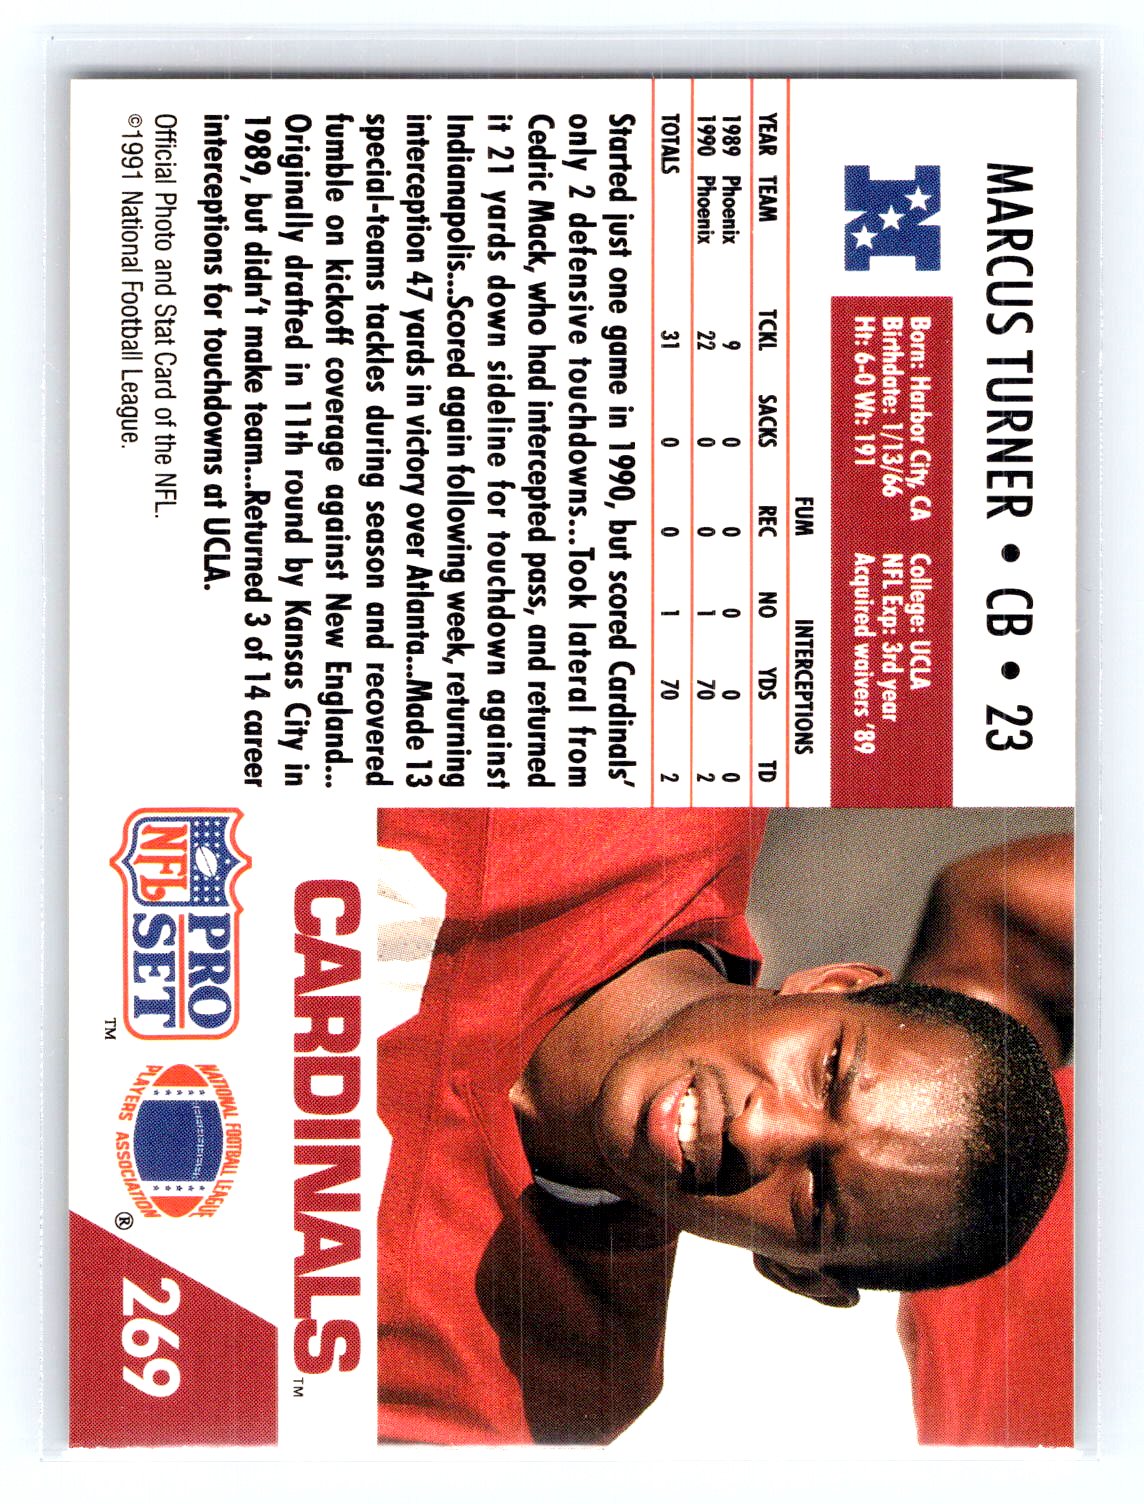 MARCUS TURNER • CB • 23
Born: Harbor City, CA College: UCLA
Birthdate: 1/13/66 NFL Exp: 3rd year
Ht: 6-0 Wt: 191 Acquired waivers '89
FUM INTERCEPTIONS
YEAR TEAM TCKL SACKS REC NO YDS TD
1989 Phoenix 9 0 0 0 0 0
1990 Phoenix 22 0 0 1 70 2
TOTALS 31 0 0 1 70 2
Started just one game in 1990, but scored Cardinals'
only 2 defensive touchdowns...Took lateral from
Cedric Mack, who had intercepted pass, and returned
it 21 yards down sideline for touchdown against
Indianapolis...Scored again following week, returning
interception 47 yards in victory over Atlanta...Made 13
special-teams tackles during season and recovered
fumble on kickoff coverage against New England...
Originally drafted in 11th round by Kansas City in
1989, but didn't make team...Returned 3 of 14 career
interceptions for touchdowns at UCLA.
Official Photo and Stat Card of the NFL.
©1991 National Football League.
CARDINALS™
NFL PRO
SET™
NATIONAL FOOTBALL LEAGUE
PLAYERS ASSOCIATION®
269